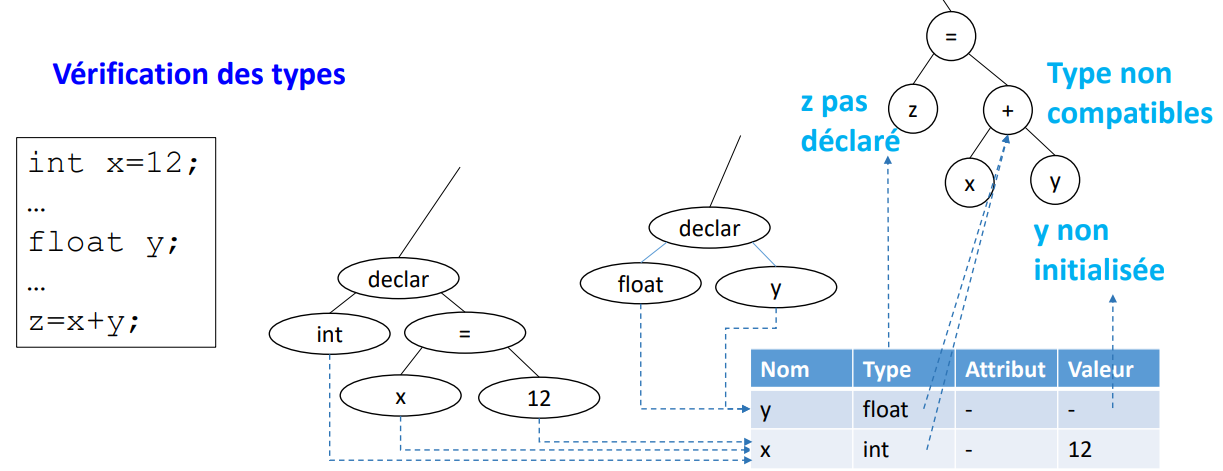 Vérification des types
int x=12;
…
float y;
…
z=x+y;
declar
int
=
x
12
declar
float
y
=
z
+
x
y
z pas
déclaré
Type non
compatibles
y non
initialisée
Nom Type Attribut Valeur
y float - -
x int - 12